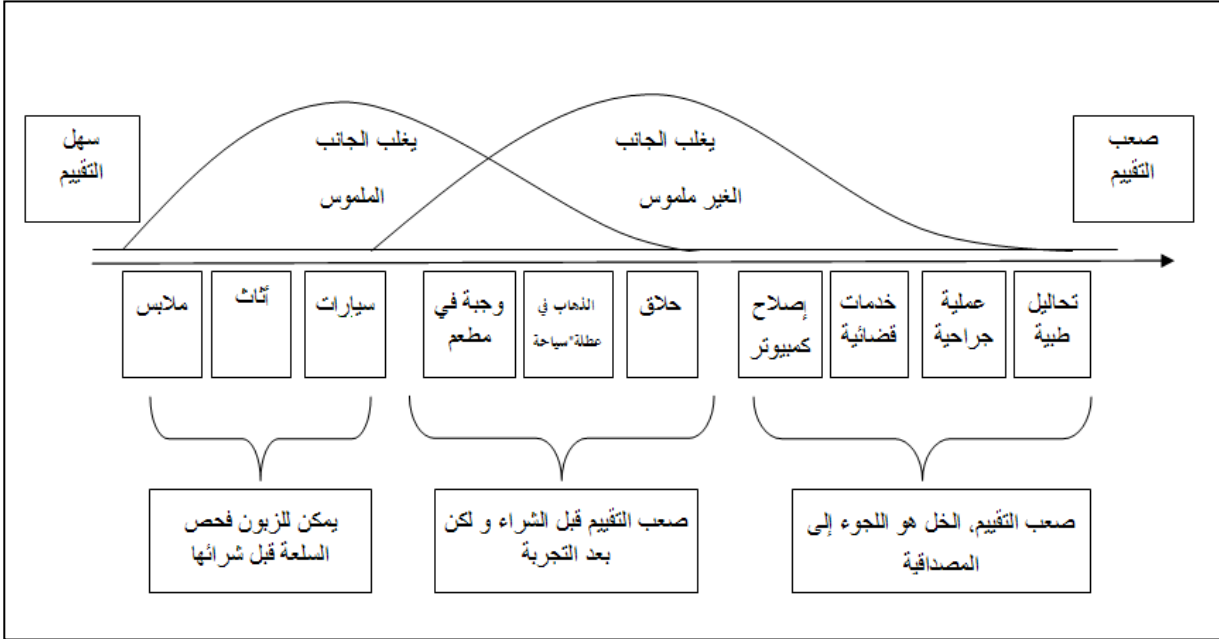 سهل
التقييم
يغلب الجانب
الملموس
يغلب الجانب
الغير ملموس
صعب
التقييم
ملابس
أثاث
سيارات
وجبة في
مطعم
الذهاب في
عطلة"سياحة
حلاق
إصلاح
كمبيوتر
خدمات
قضائية
عملية
جراحية
تحاليل
طبية
يمكن للزبون فحص
السلعة قبل شرائها
صعب التقييم قبل الشراء و لكن
بعد التجربة
صعب التقييم, الخل هو اللجوء إلى
المصداقية